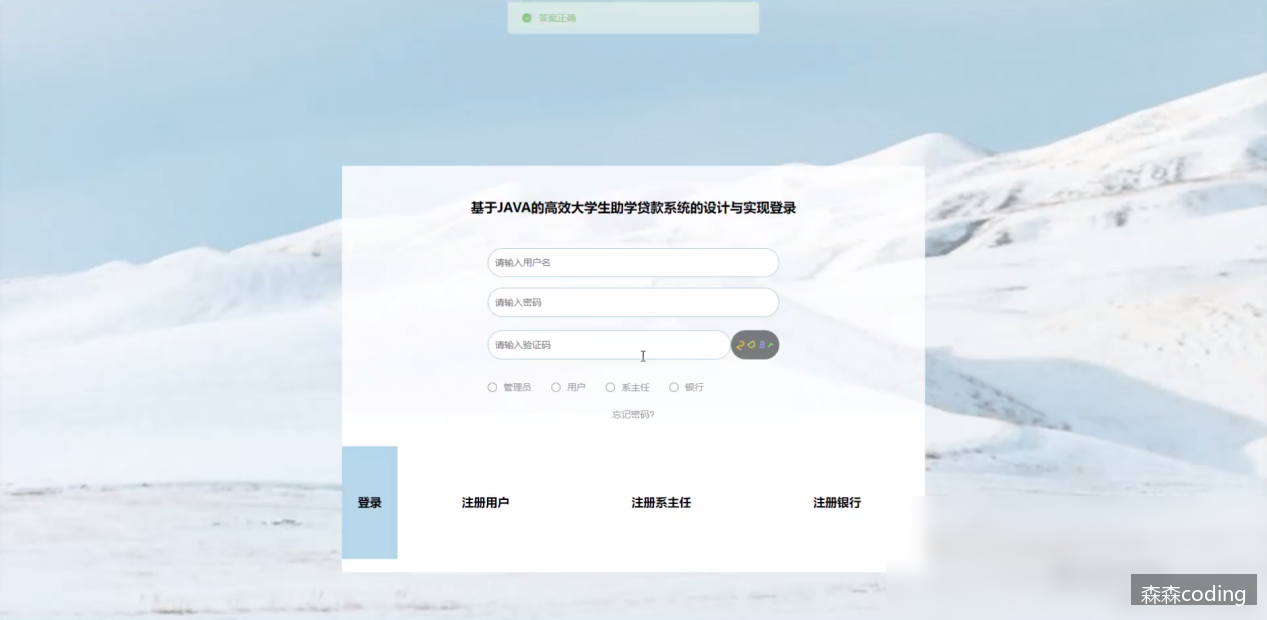 答案正确
基于JAVA的高效大学生助学贷款系统的设计与实现登录
请输入用户名
请输入密码
请输入验证码
管理员 用户 系主任 银行
忘记密码?
登录 注册用户 注册系主任 注册银行
森森coding